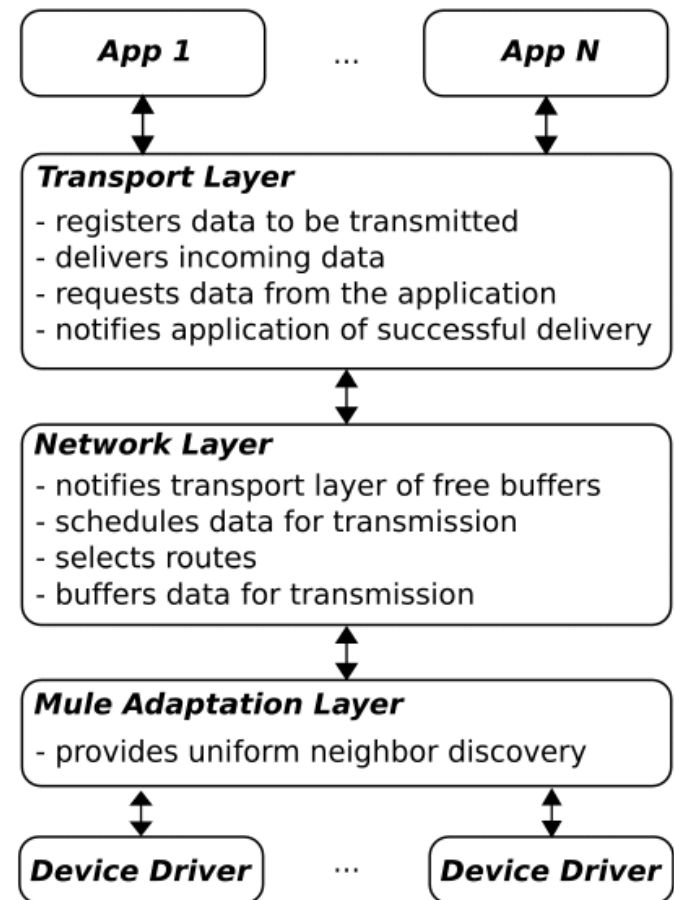 App 1 ... App N
Transport Layer
- registers data to be transmitted
- delivers incoming data
- requests data from the application
- notifies application of successful delivery
Network Layer
- notifies transport layer of free buffers
- schedules data for transmission
- selects routes
- buffers data for transmission
Mule Adaptation Layer
- provides uniform neighbor discovery
Device Driver ... Device Driver